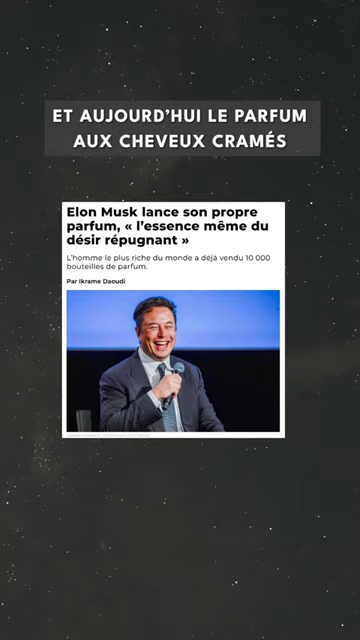 ET AUJOURD'HUI LE PARFUM
AUX CHEVEUX CRAMÉS
Elon Musk lance son propre
parfum, « l'essence même du
désir répugnant »
L'homme le plus riche du monde a déjà vendu 10 000
bouteilles de parfum.
Par Ikrame Daoudi